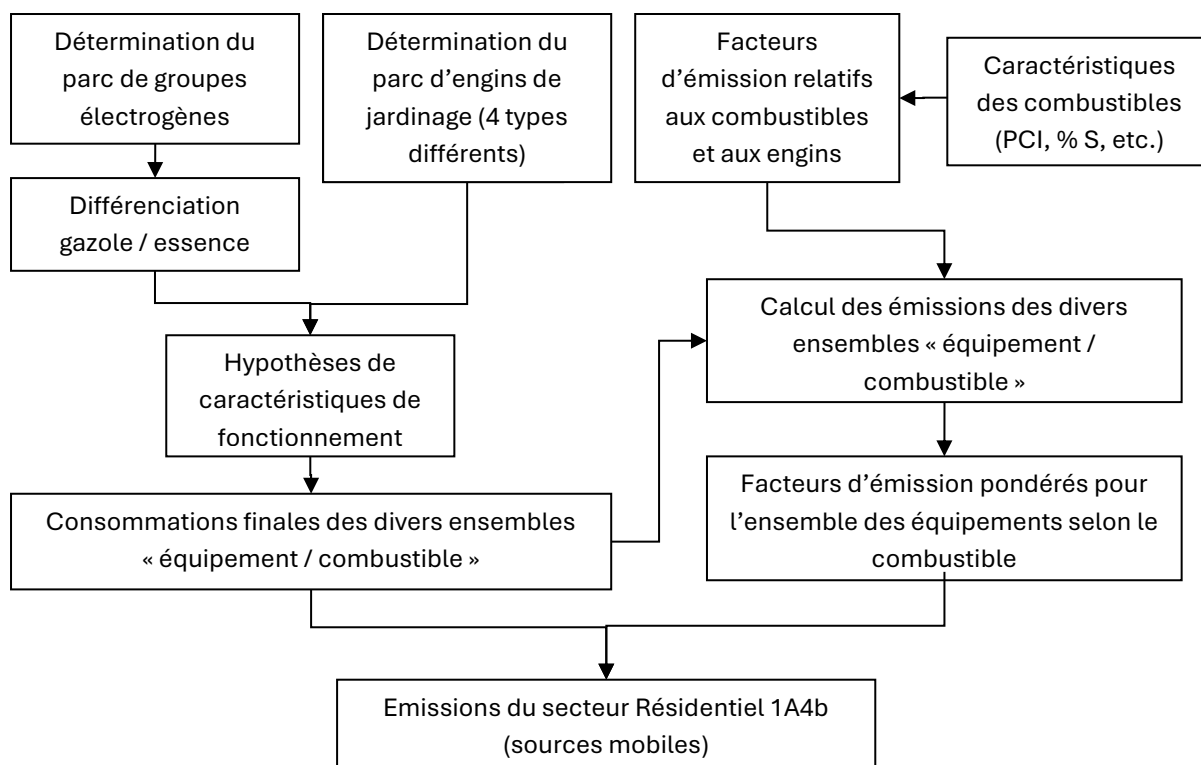 Détermination du
parc de groupes
électrogènes
Détermination du
parc d'engins de
jardinage (4 types
différents)
Facteurs
d'émission relatifs
aux combustibles
et aux engins
Caractéristiques
des combustibles
(PCI, % S, etc.)
Différenciation
gazole / essence
Hypothèses de
caractéristiques de
fonctionnement
Calcul des émissions des divers
ensembles « équipement /
combustible »
Consommations finales des divers ensembles
« équipement / combustible »
Facteurs d'émission pondérés pour
l'ensemble des équipements selon le
combustible
Emissions du secteur Résidentiel 1A4b
(sources mobiles)